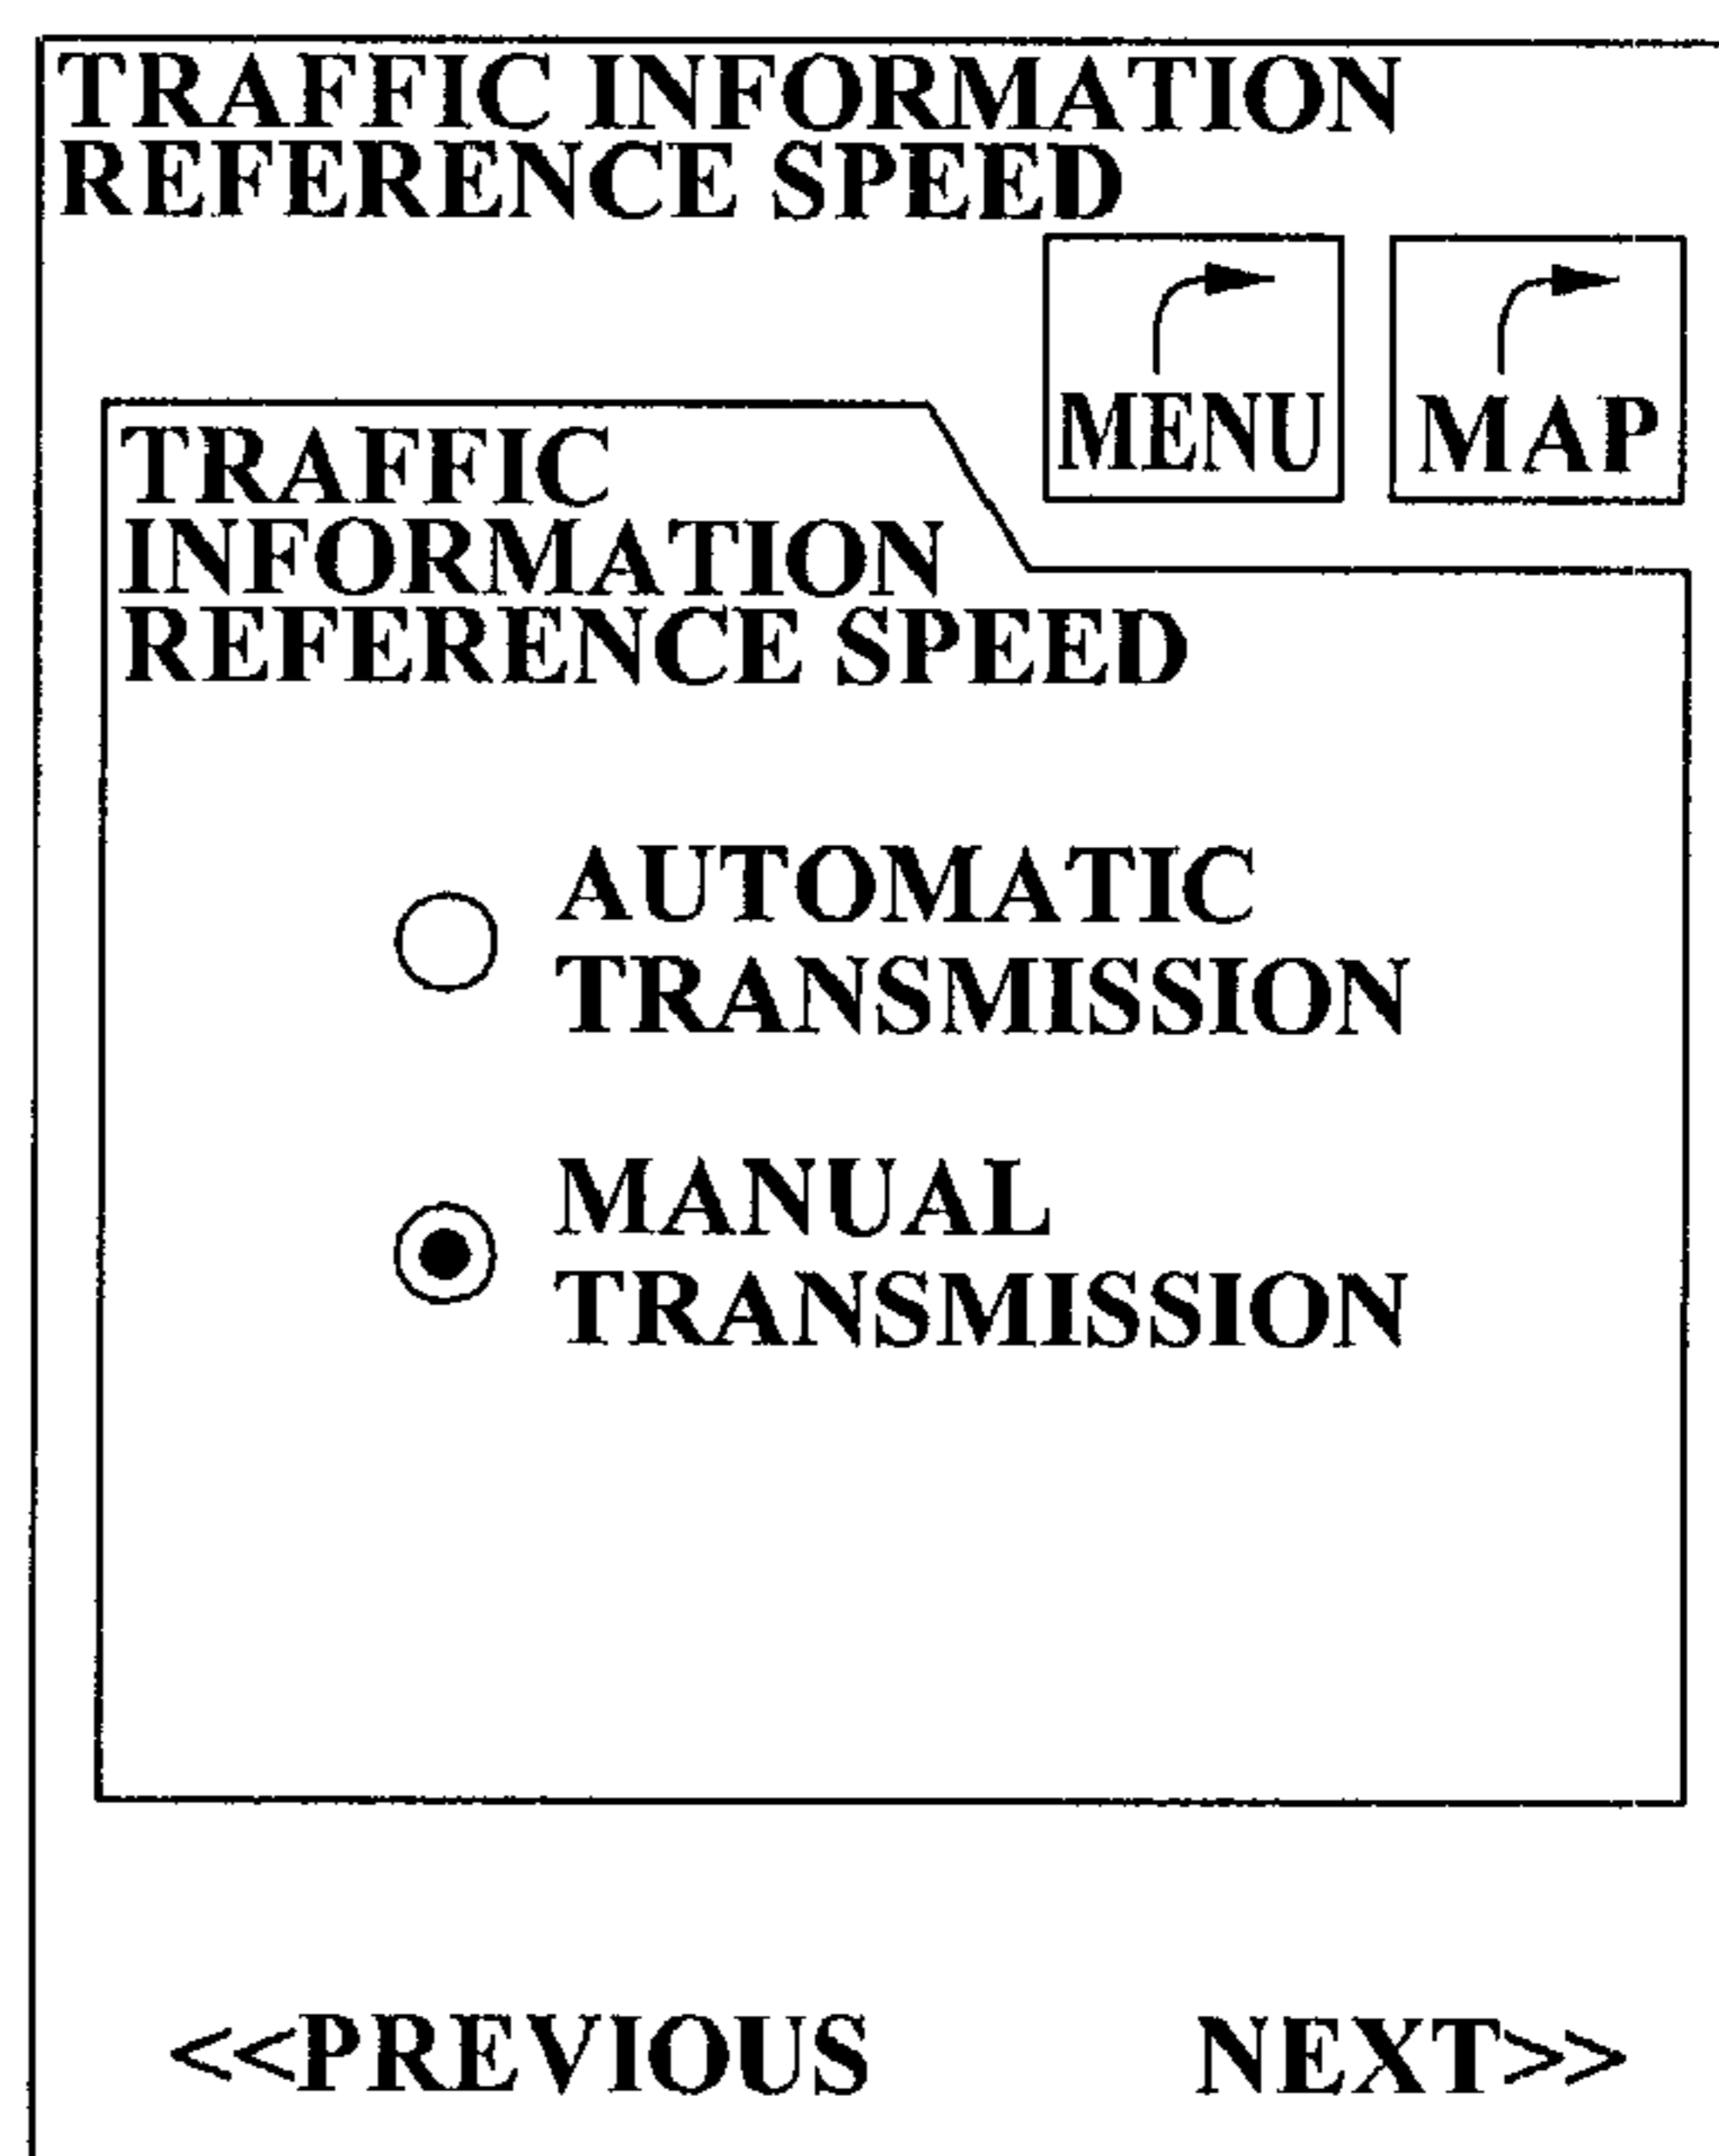 TRAFFIC INFORMATION
REFERENCE SPEED
MENU
MAP
TRAFFIC
INFORMATION
REFERENCE SPEED
AUTOMATIC
TRANSMISSION
MANUAL
TRANSMISSION
<<PREVIOUS
NEXT>>